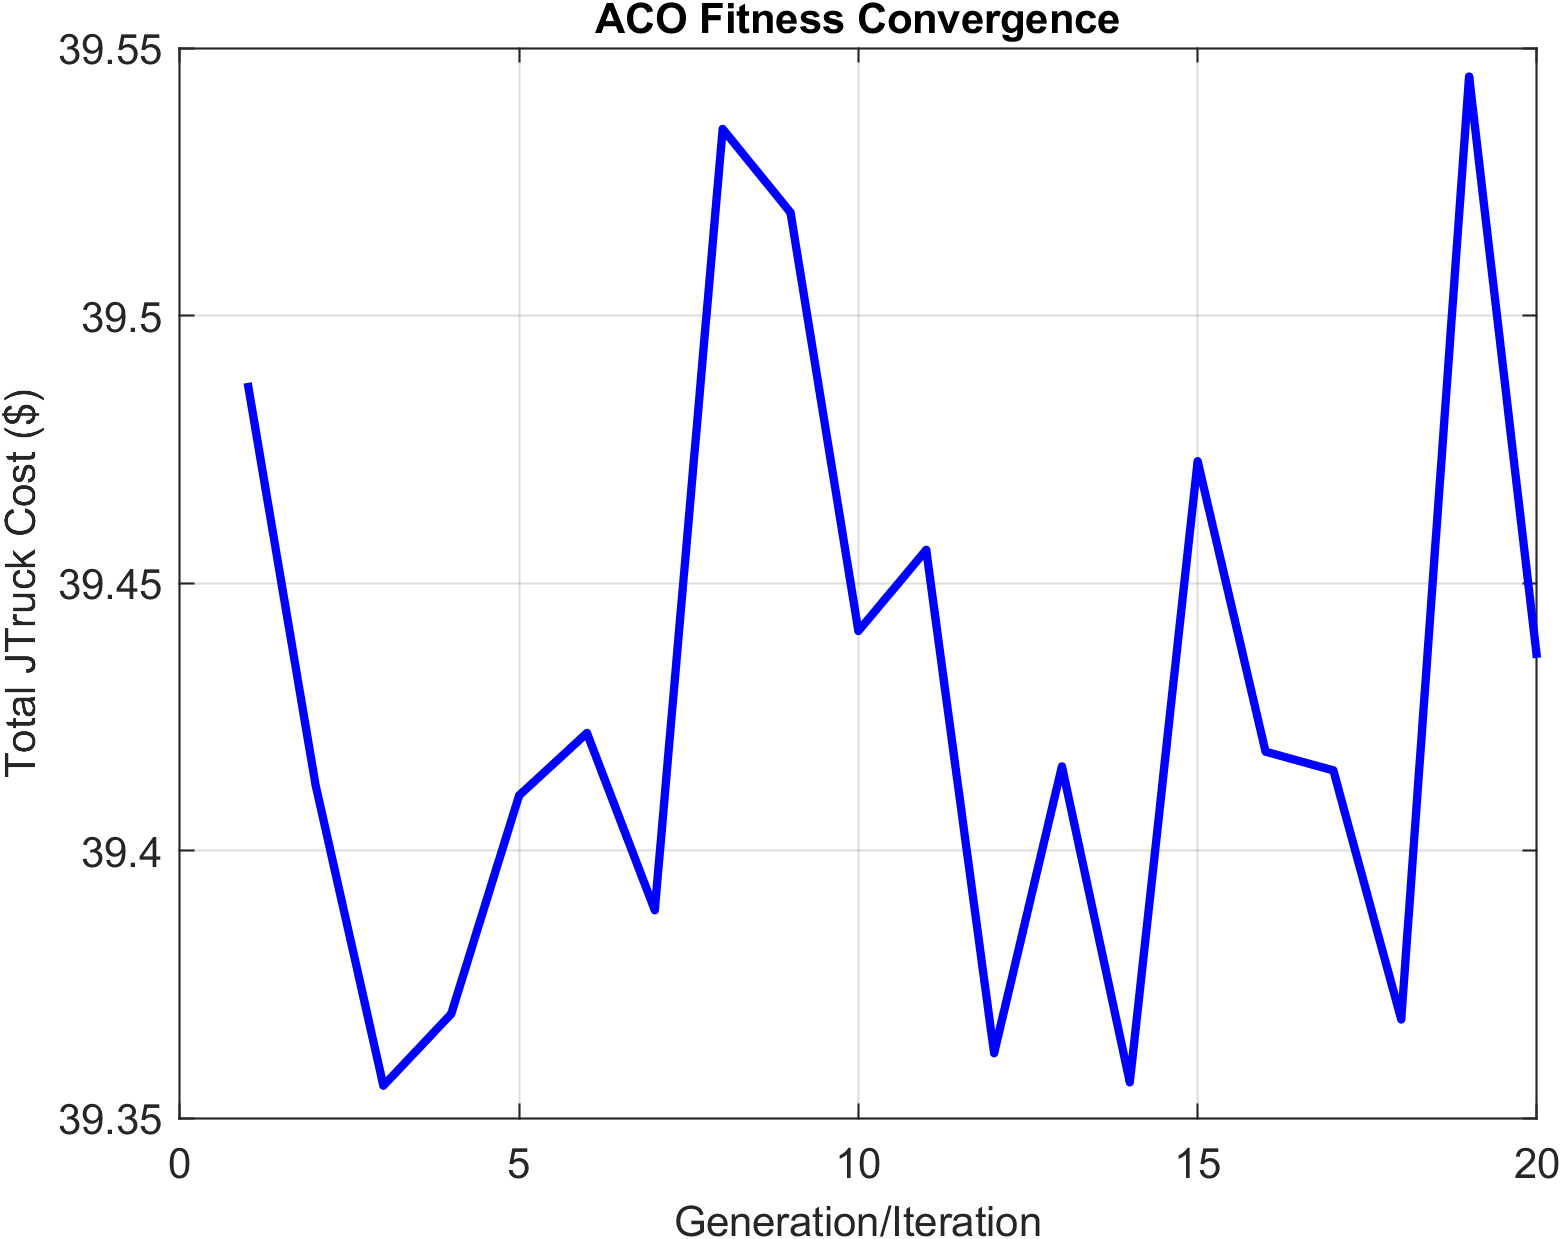 ACO Fitness Convergence
39.55
39.5
39.45
39.4
39.35
Total JTruck Cost ($)
0 5 10 15 20
Generation/Iteration